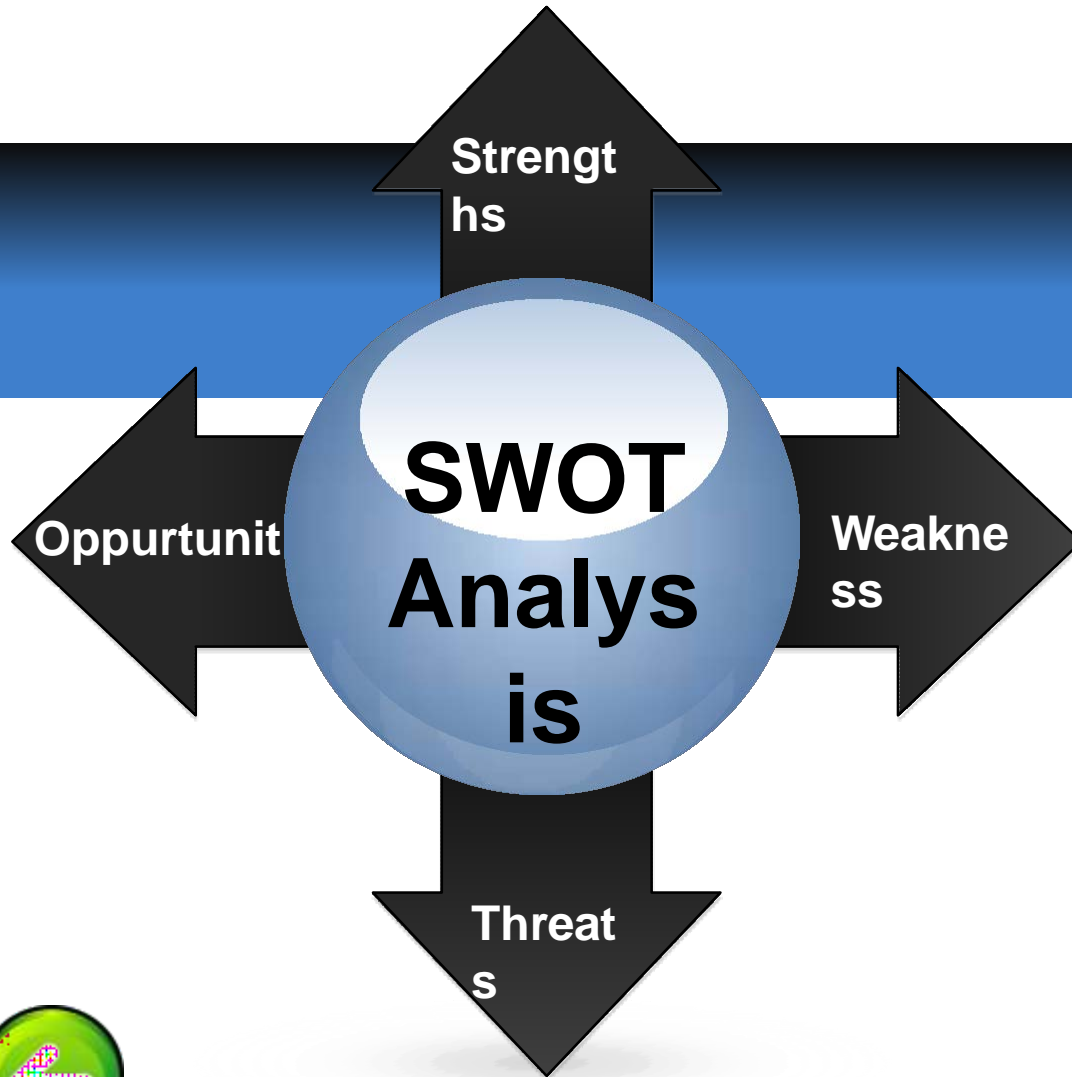 Strengt
hs
SWOT
Analys
is
Oppurtunit
Weakne
ss
Threat
s